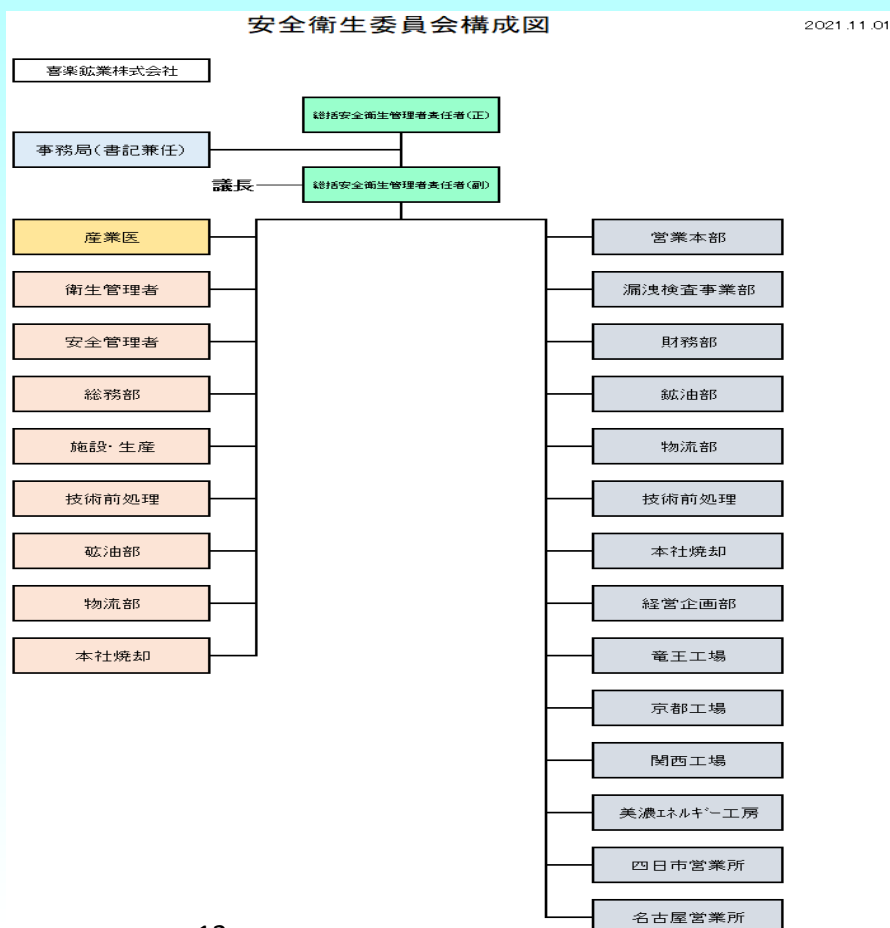 安全衛生委員会構成図
2021.11.01
喜楽鉱業株式会社
総括安全衛生管理者責任者(正)
事務局(書記兼任)
議長
総括安全衛生管理者責任者(副)
産業医
衛生管理者
安全管理者
総務部
施設・生産
技術前処理
砿油部
物流部
本社焼却
営業本部
漏洩検査事業部
財務部
鉱油部
物流部
技術前処理
本社焼却
経営企画部
竜王工場
京都工場
関西工場
美濃ｴﾈﾙｷﾞｰ工房
四日市営業所
名古屋営業所